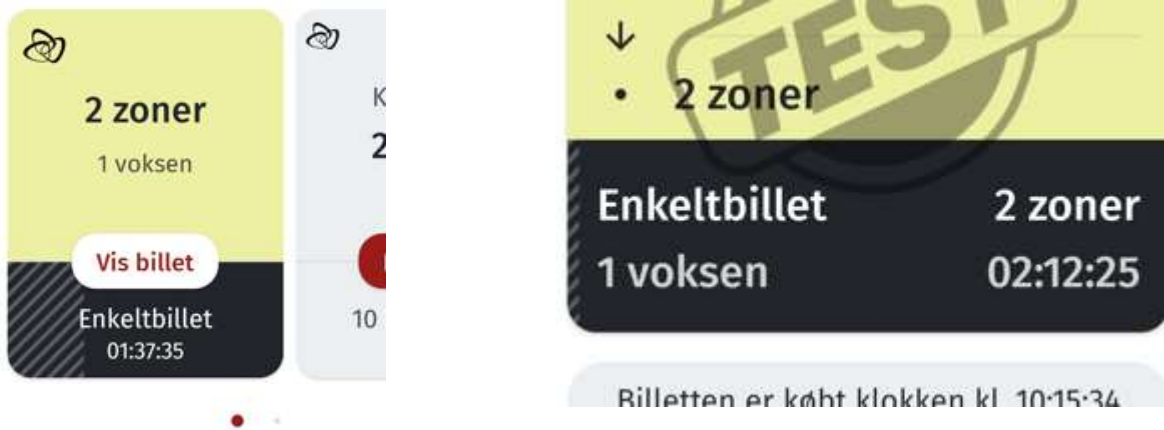 2 zoner
1 voksen
Vis billet
Enkeltbillet
01:37:35
K
2
10
TEST
2 zoner
Enkeltbillet 2 zoner
1 voksen 02:12:25
Billetten er købt klokken kl. 10:15:34